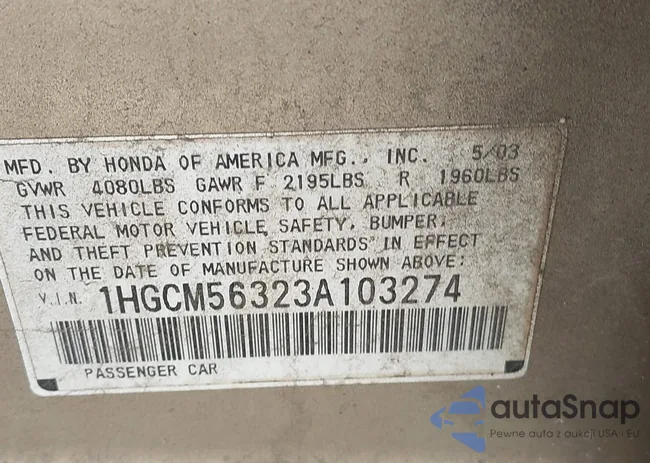 MFD. BY HONDA OF AMERICA MFG., INC. 5/03
GVWR 4080LBS GAWR F 2195LBS R 1960LBS
THIS VEHICLE CONFORMS TO ALL APPLICABLE
FEDERAL MOTOR VEHICLE SAFETY, BUMPER,
AND THEFT PREVENTION STANDARDS IN EFFECT
ON THE DATE OF MANUFACTURE SHOWN ABOVE:
V.I.N. 1HGCM56323A103274
PASSENGER CAR
autaSnap
Pewne auta z aukcji USA i EU